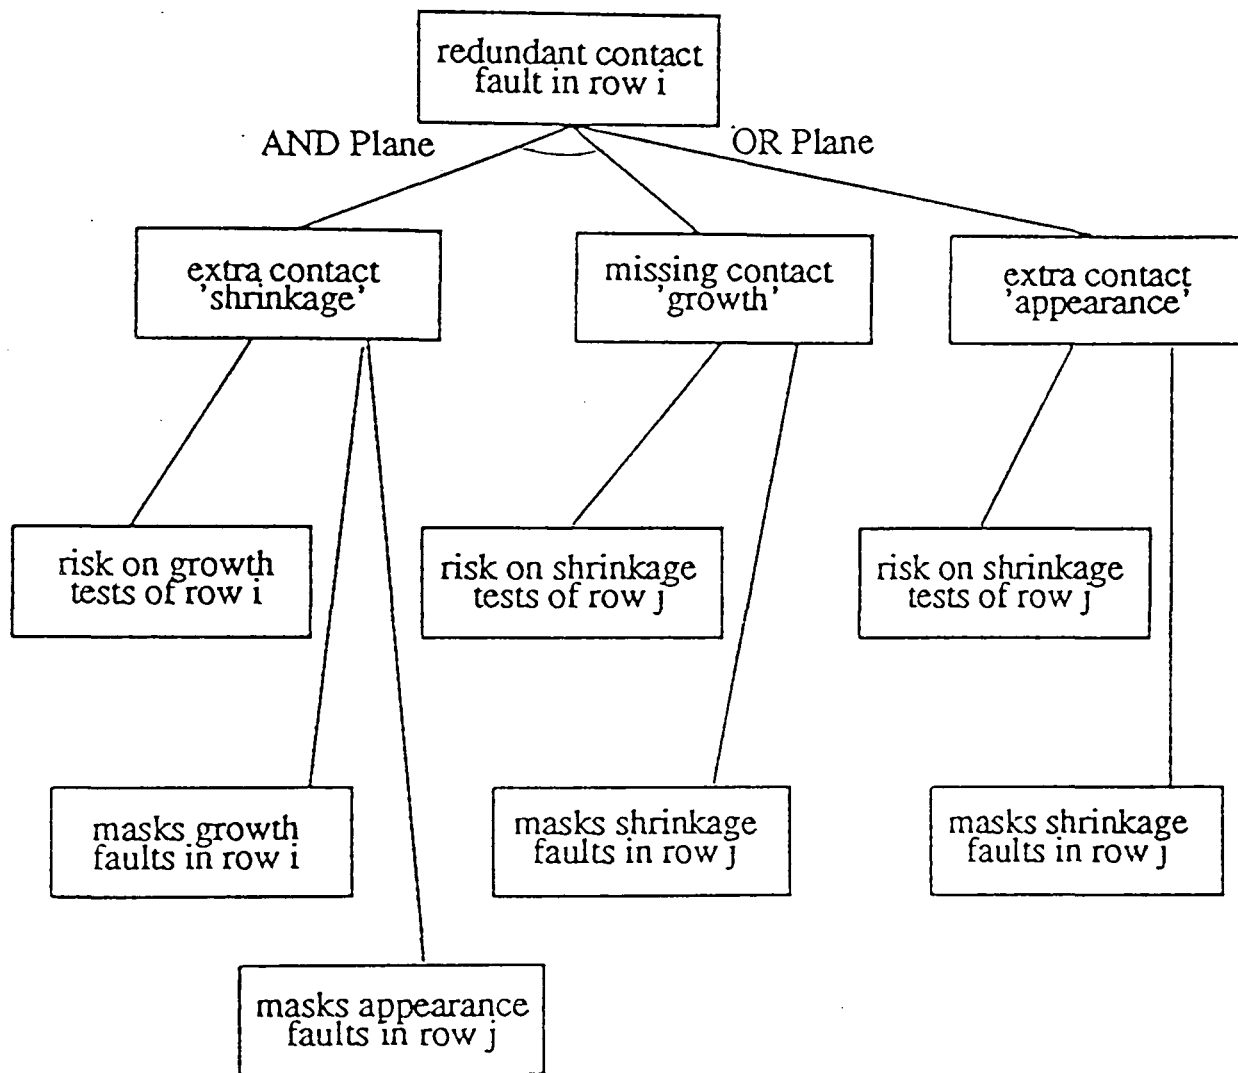 redundant contact
fault in row i
AND Plane
OR Plane
extra contact
'shrinkage'
missing contact
'growth'
extra contact
'appearance'
risk on growth
tests of row i
risk on shrinkage
tests of row j
risk on shrinkage
tests of row j
masks growth
faults in row i
masks shrinkage
faults in row j
masks shrinkage
faults in row j
masks appearance
faults in row j